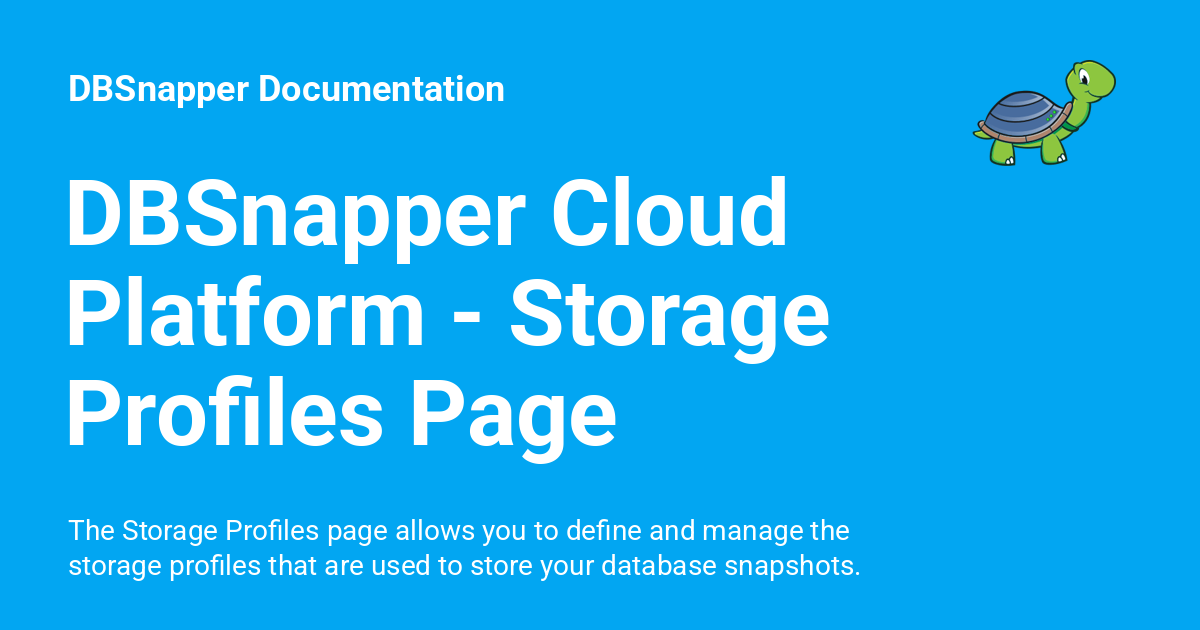 DBSnapper Documentation
DBSnapper Cloud
Platform - Storage
Profiles Page
The Storage Profiles page allows you to define and manage the
storage profiles that are used to store your database snapshots.